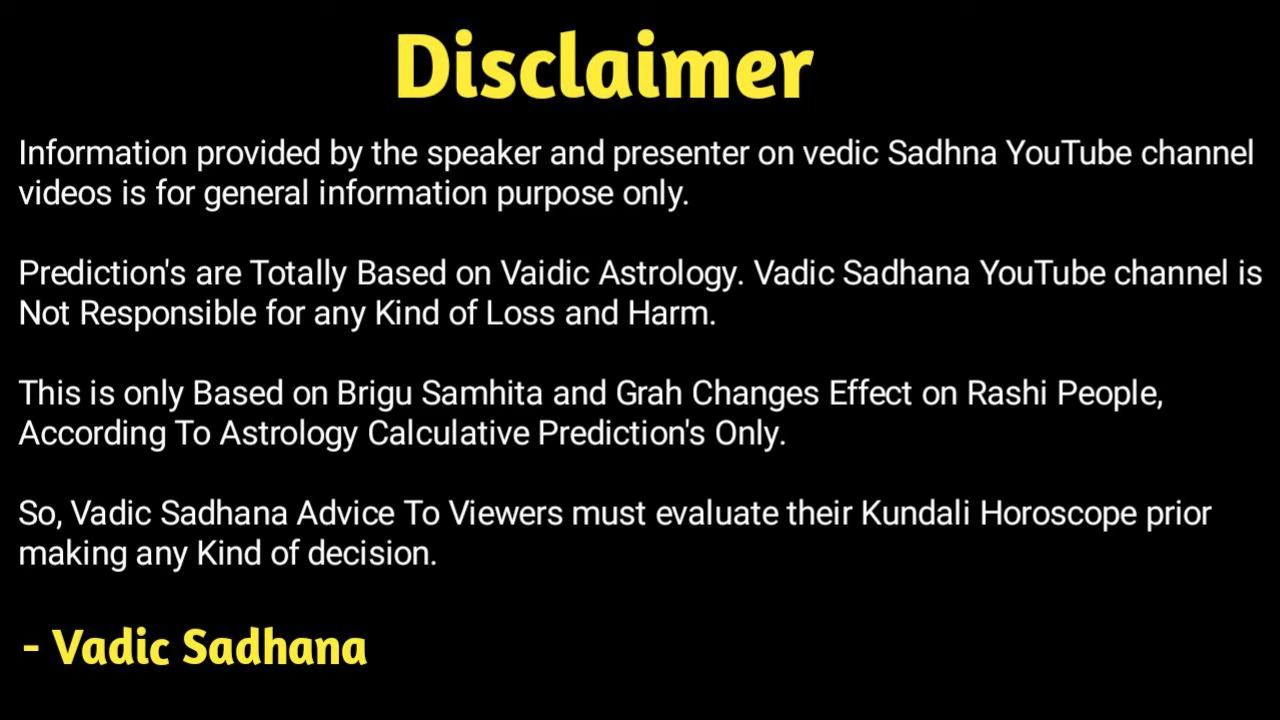 Disclaimer
Information provided by the speaker and presenter on vedic Sadhna YouTube channel
videos is for general information purpose only.
Prediction's are Totally Based on Vaidic Astrology. Vadic Sadhana YouTube channel is
Not Responsible for any Kind of Loss and Harm.
This is only Based on Brigu Samhita and Grah Changes Effect on Rashi People,
According To Astrology Calculative Prediction's Only.
So, Vadic Sadhana Advice To Viewers must evaluate their Kundali Horoscope prior
making any Kind of decision.
- Vadic Sadhana